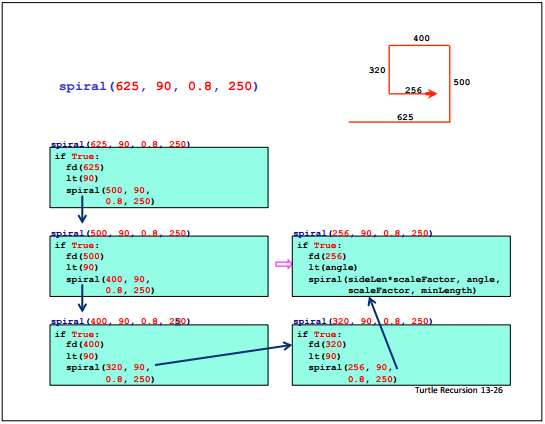 spiral(625, 90, 0.8, 250)
400
320
500
256
625
spiral(625, 90, 0.8, 250)
if True:
fd(625)
lt(90)
spiral(500, 90,
0.8, 250)
spiral(500, 90, 0.8, 250)
if True:
fd(500)
lt(90)
spiral(400, 90,
0.8, 250)
spiral(256, 90, 0.8, 250)
if True:
fd(256)
lt(angle)
spiral(sideLen*scaleFactor, angle,
scaleFactor, minLength)
spiral(400, 90, 0.8, 250)
if True:
fd(400)
lt(90)
spiral(320, 90,
0.8, 250)
spiral(320, 90, 0.8, 250)
if True:
fd(320)
lt(90)
spiral(256, 90,
0.8, 250)
Turtle Recursion 13-26